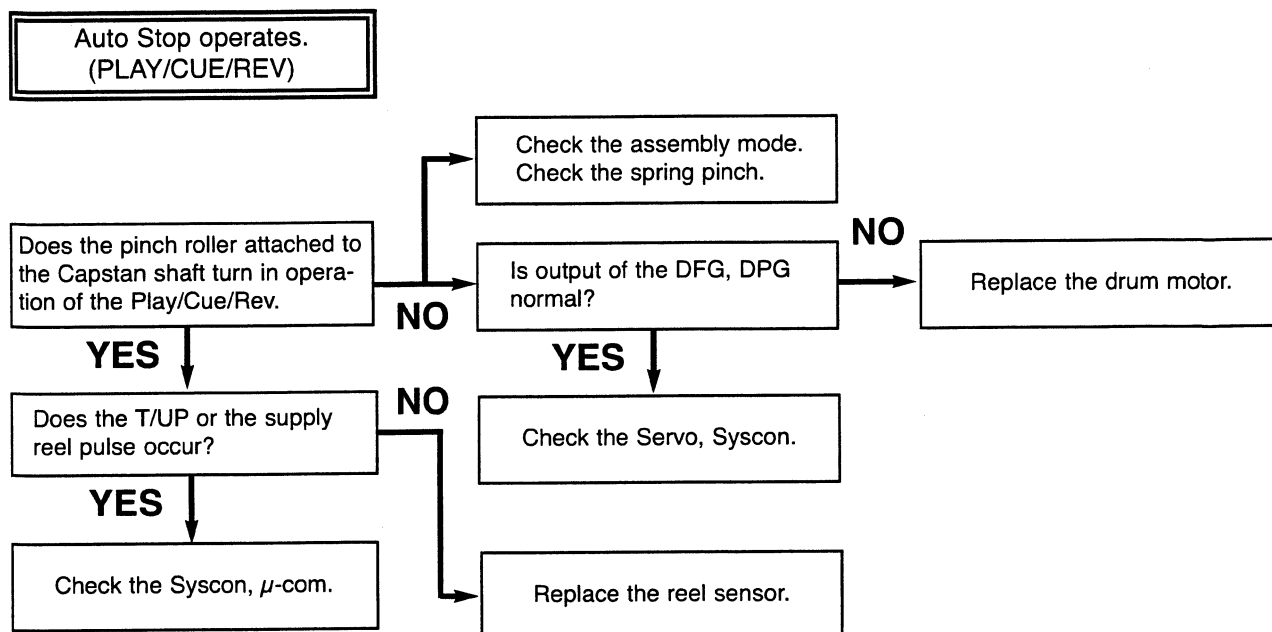 Auto Stop operates.
(PLAY/CUE/REV)
Check the assembly mode.
Check the spring pinch.
Does the pinch roller attached to
the Capstan shaft turn in opera-
tion of the Play/Cue/Rev.
NO
Is output of the DFG, DPG
normal?
NO
Replace the drum motor.
YES
YES
Does the T/UP or the supply
reel pulse occur?
NO
Check the Servo, Syscon.
YES
Check the Syscon, μ-com.
Replace the reel sensor.